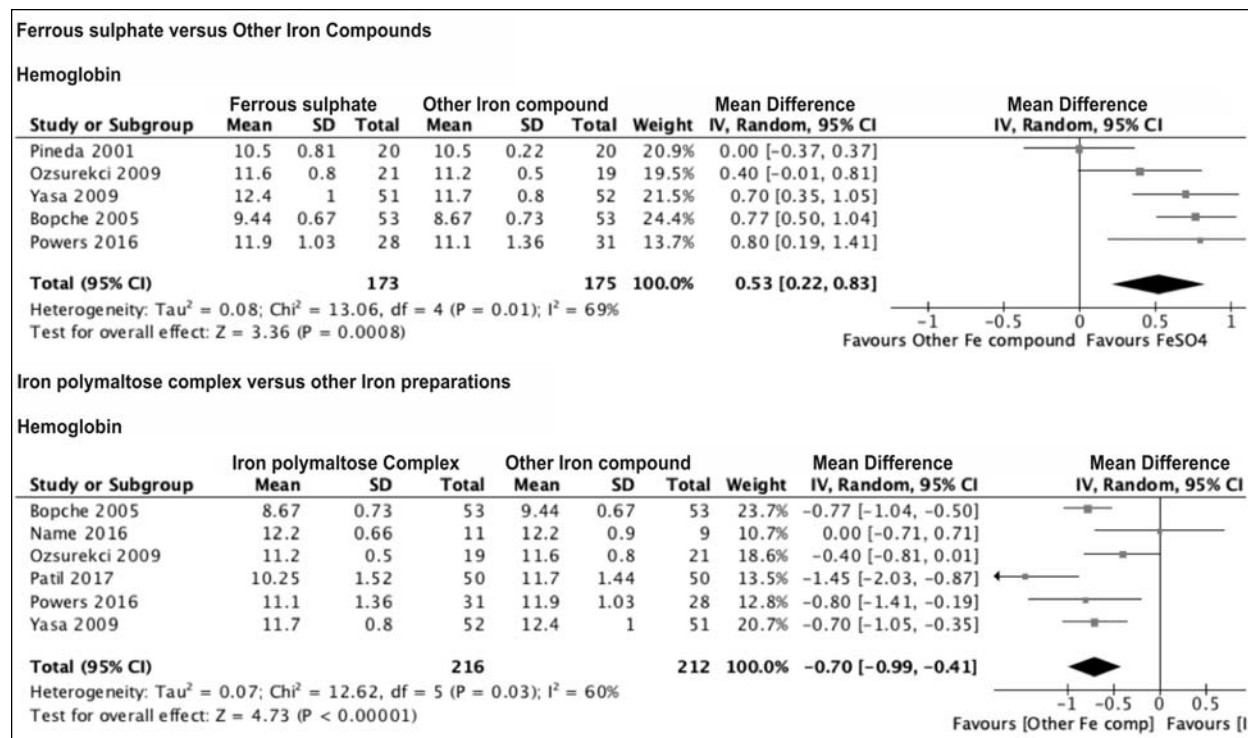 Ferrous sulphate versus Other Iron Compounds
Hemoglobin
Ferrous sulphate Other Iron compound Mean Difference Mean Difference
Study or Subgroup Mean SD Total Mean SD Total Weight IV, Random, 95% CI IV, Random, 95% CI
Pineda 2001 10.5 0.81 20 10.5 0.22 20 20.9% 0.00 [-0.37, 0.37]
Ozsurekci 2009 11.6 0.8 21 11.2 0.5 19 19.5% 0.40 [-0.01, 0.81]
Yasa 2009 12.4 1 51 11.7 0.8 52 21.5% 0.70 [0.35, 1.05]
Bopche 2005 9.44 0.67 53 8.67 0.73 53 24.4% 0.77 [0.50, 1.04]
Powers 2016 11.9 1.03 28 11.1 1.36 31 13.7% 0.80 [0.19, 1.41]
Total (95% CI) 173 175 100.0% 0.53 [0.22, 0.83]
Heterogeneity: Tau² = 0.08; Chi² = 13.06, df = 4 (P = 0.01); I² = 69%
Test for overall effect: Z = 3.36 (P = 0.0008)
-1 -0.5 0 0.5 1
Favours Other Fe compound Favours FeSO4
Iron polymaltose complex versus other Iron preparations
Hemoglobin
Iron polymaltose Complex Other Iron compound Mean Difference Mean Difference
Study or Subgroup Mean SD Total Mean SD Total Weight IV, Random, 95% CI IV, Random, 95% CI
Bopche 2005 8.67 0.73 53 9.44 0.67 53 23.7% -0.77 [-1.04, -0.50]
Name 2016 12.2 0.66 11 12.2 0.9 9 10.7% 0.00 [-0.71, 0.71]
Ozsurekci 2009 11.2 0.5 19 11.6 0.8 21 18.6% -0.40 [-0.81, 0.01]
Patil 2017 10.25 1.52 50 11.7 1.44 50 13.5% -1.45 [-2.03, -0.87]
Powers 2016 11.1 1.36 31 11.9 1.03 28 12.8% -0.80 [-1.41, -0.19]
Yasa 2009 11.7 0.8 52 12.4 1 51 20.7% -0.70 [-1.05, -0.35]
Total (95% CI) 216 212 100.0% -0.70 [-0.99, -0.41]
Heterogeneity: Tau² = 0.07; Chi² = 12.62, df = 5 (P = 0.03); I² = 60%
Test for overall effect: Z = 4.73 (P < 0.00001)
-1 -0.5 0 0.5
Favours [Other Fe comp] Favours [I